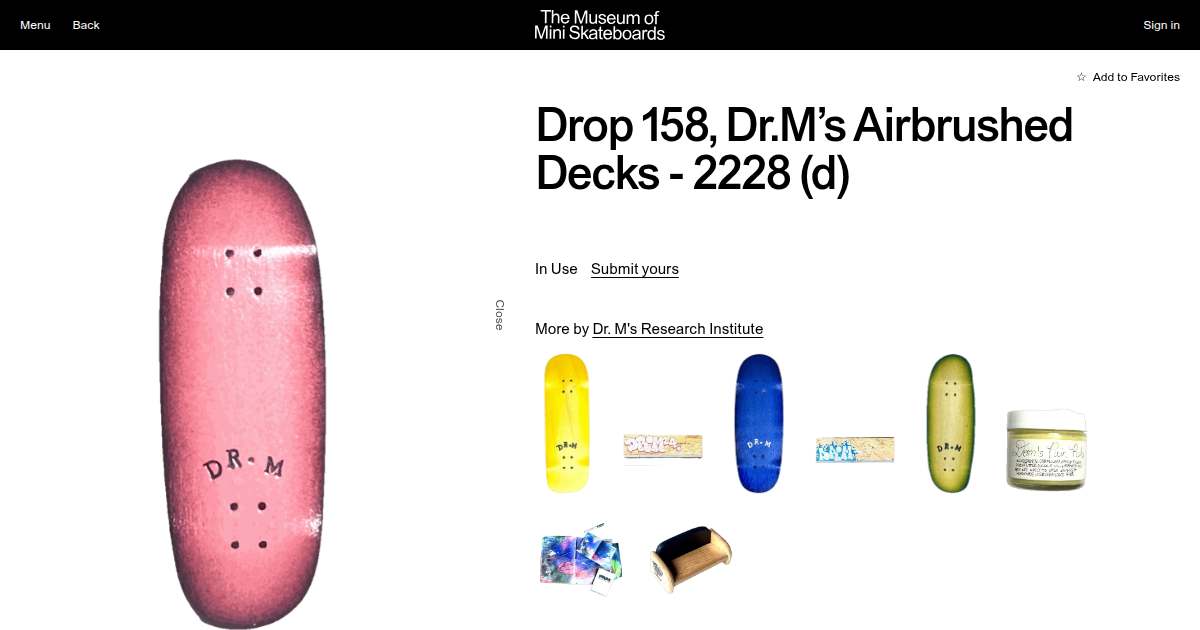 Menu
Back
The Museum of
Mini Skateboards
Sign in
☆ Add to Favorites
Drop 158, Dr.M’s Airbrushed
Decks - 2228 (d)
In Use
Submit yours
Close
More by Dr. M's Research Institute
DR•M
DR•M
DR•M
DR•M